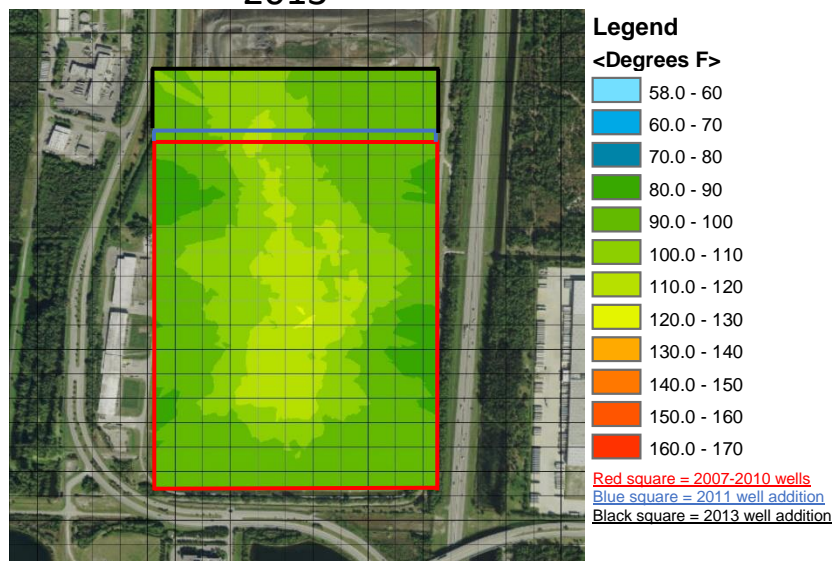 2013
Legend
<Degrees F>
58.0 - 60
60.0 - 70
70.0 - 80
80.0 - 90
90.0 - 100
100.0 - 110
110.0 - 120
120.0 - 130
130.0 - 140
140.0 - 150
150.0 - 160
160.0 - 170
Red square = 2007-2010 wells
Blue square = 2011 well addition
Black square = 2013 well addition